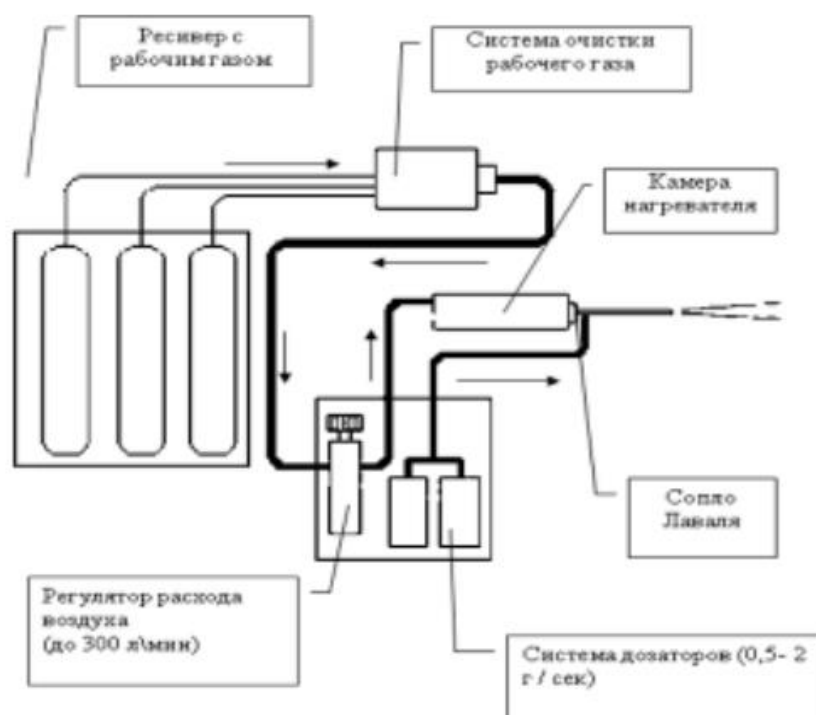 Ресивер с
рабочим газом
Система очистки
рабочего газа
Камера
нагревателя
Сопло
Лаваля
Регулятор расхода
воздуха
(до 300 л\мин)
Система дозаторов (0,5- 2
г / сек)